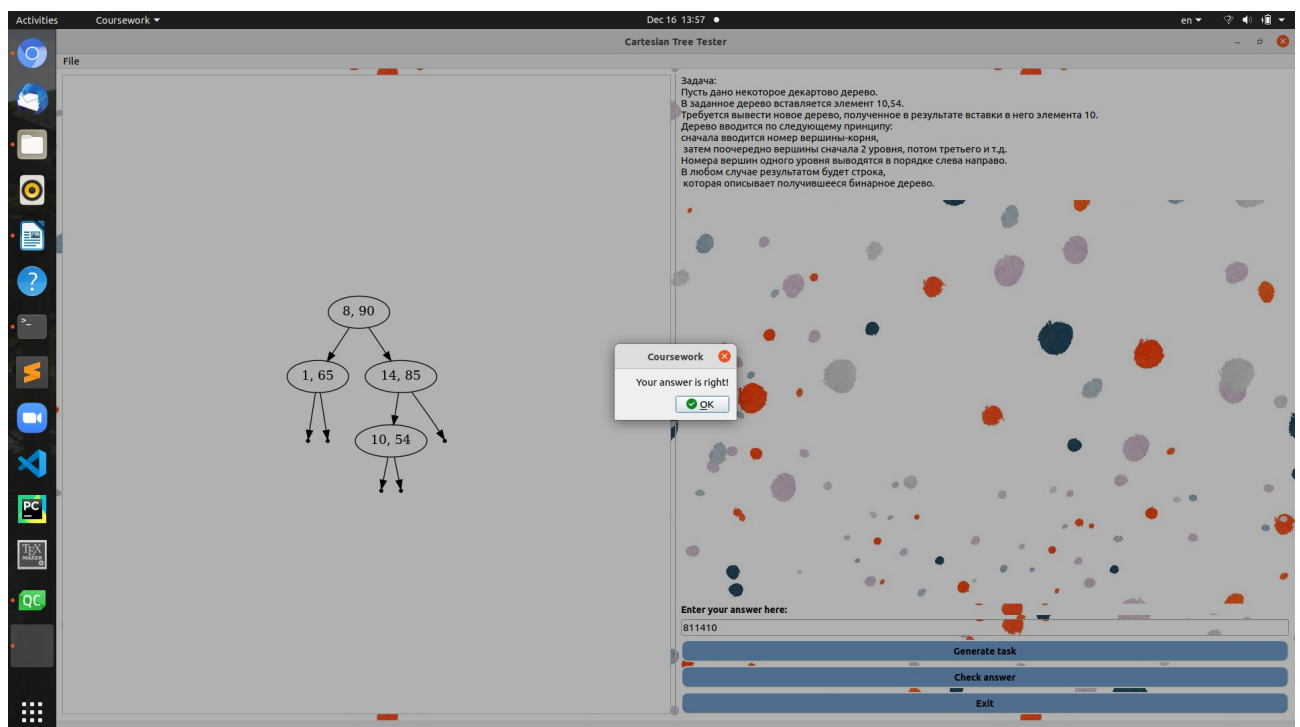 Activities
Coursework
Dec 16 13:57
en
Cartesian Tree Tester
File
8, 90
1, 65
14, 85
10, 54
Задача:
Пусть дано некоторое декартово дерево.
В заданное дерево вставляется элемент 10,54.
Требуется вывести новое дерево, полученное в результате вставки в него элемента 10.
Дерево вводится по следующему принципу:
сначала вводится номер вершины-корня,
затем поочередно вершины сначала 2 уровня, потом третьего и т.д.
Номера вершин одного уровня выводятся в порядке слева направо.
В любом случае результатом будет строка,
которая описывает получившееся бинарное дерево.
Coursework
Your answer is right!
OK
Enter your answer here:
811410
Generate task
Check answer
Exit
PC
TEX
MAKER
QC